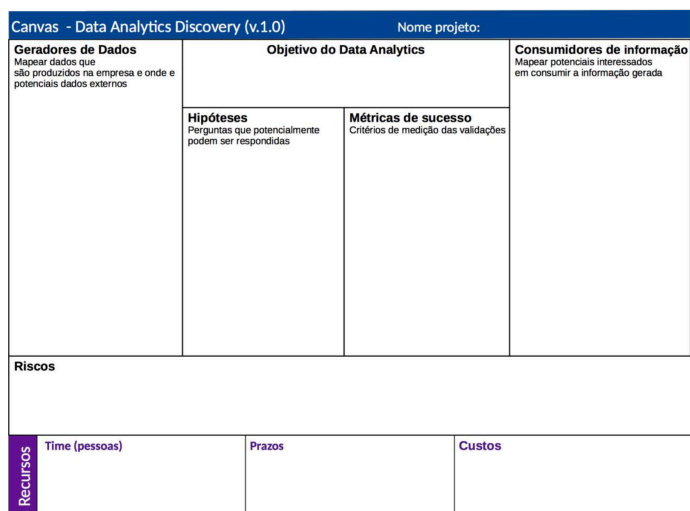 Canvas - Data Analytics Discovery (v.1.0)
Nome projeto:
Geradores de Dados
Mapear dados que
são produzidos na empresa e onde e
potenciais dados externos
Objetivo do Data Analytics
Consumidores de informação
Mapear potenciais interessados
em consumir a informação gerada
Hipóteses
Perguntas que potencialmente
podem ser respondidas
Métricas de sucesso
Critérios de medição das validações
Riscos
Recursos
Time (pessoas)
Prazos
Custos